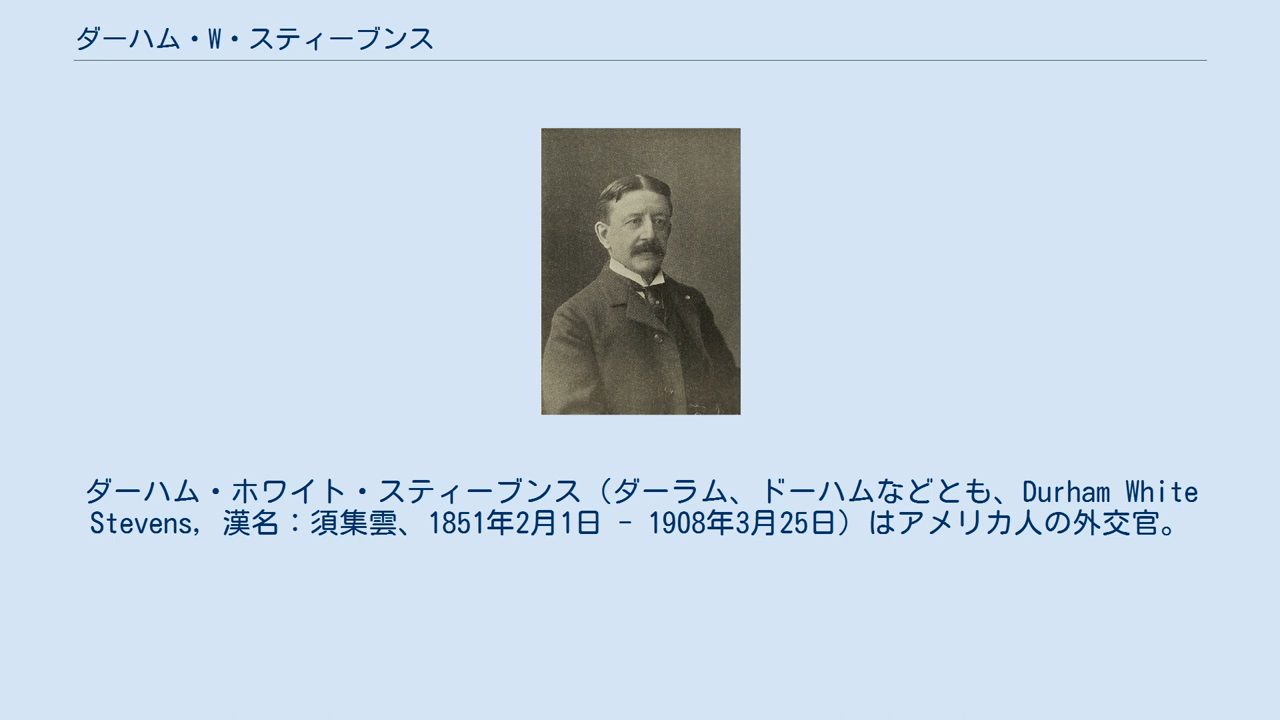 ダーハム・W・スティーブンス
ダーハム・ホワイト・スティーブンス（ダーラム、ドーハムなどとも、Durham White
Stevens, 漢名：須集雲、1851年2月1日 - 1908年3月25日）はアメリカ人の外交官。